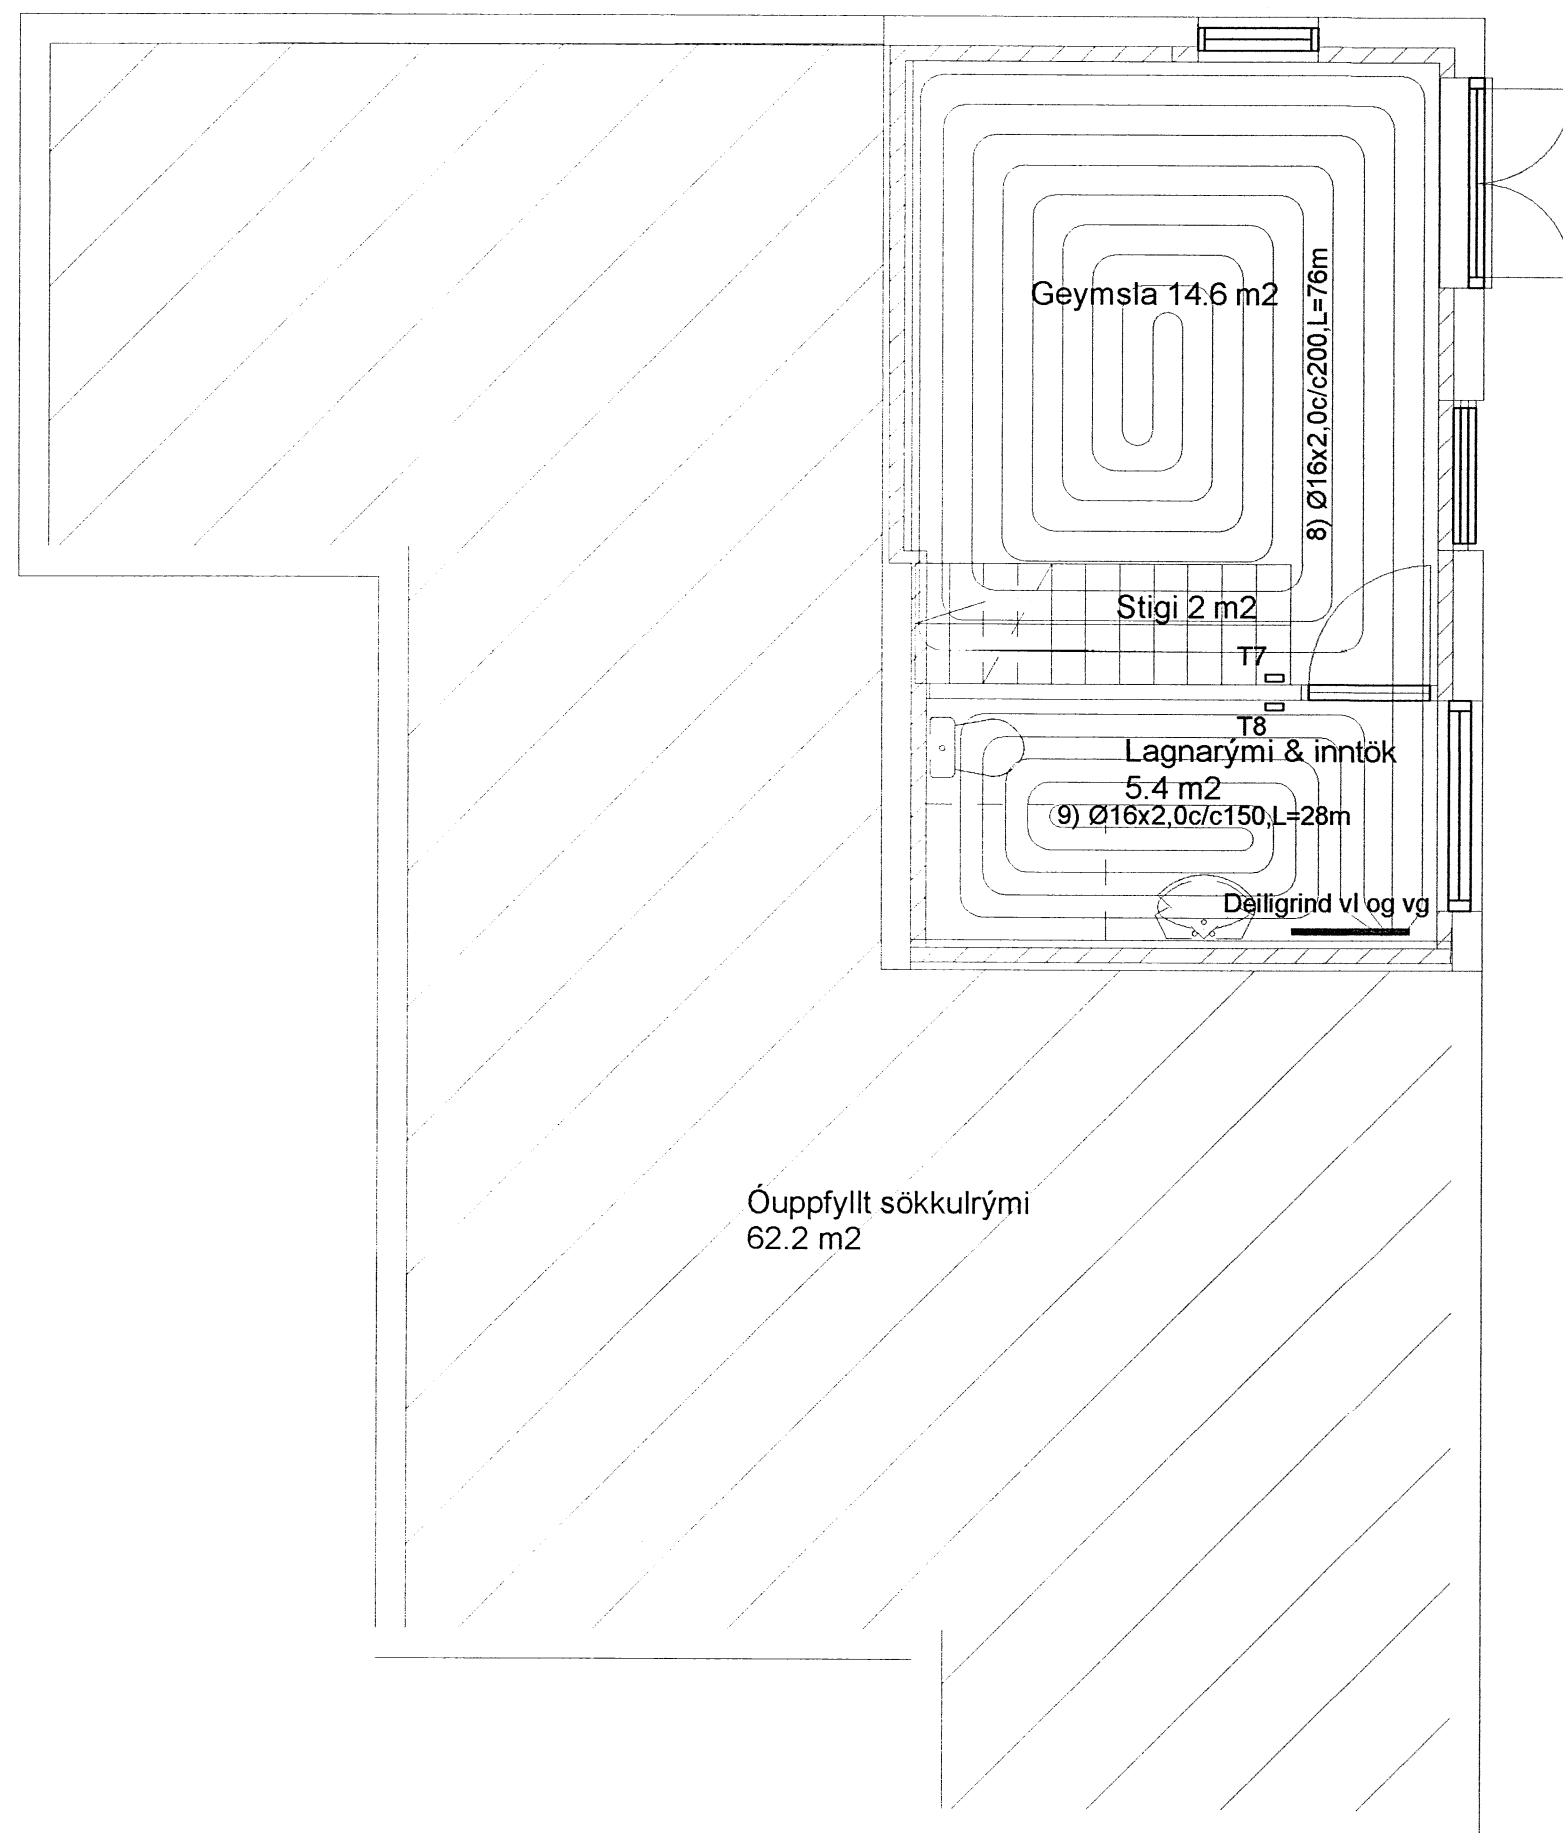 Geymsla 14.6 m2
8) Ø16x2,0c/c200,L=76m
Stigi 2 m2
T7
T8
Lagnarými & inntök
5.4 m2
9) Ø16x2,0c/c150,L=28m
Deiligrind vl og vg
Óuppfyllt sökkulrými
62.2 m2